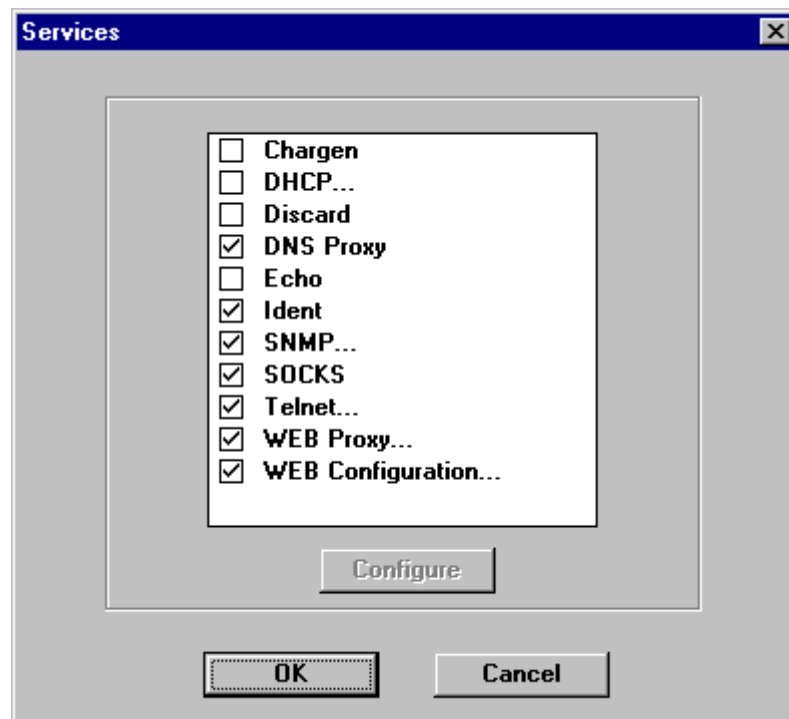 Services
Chargen
DHCP...
Discard
DNS Proxy
Echo
Ident
SNMP...
SOCKS
Telnet...
WEB Proxy...
WEB Configuration...
Configure
OK
Cancel